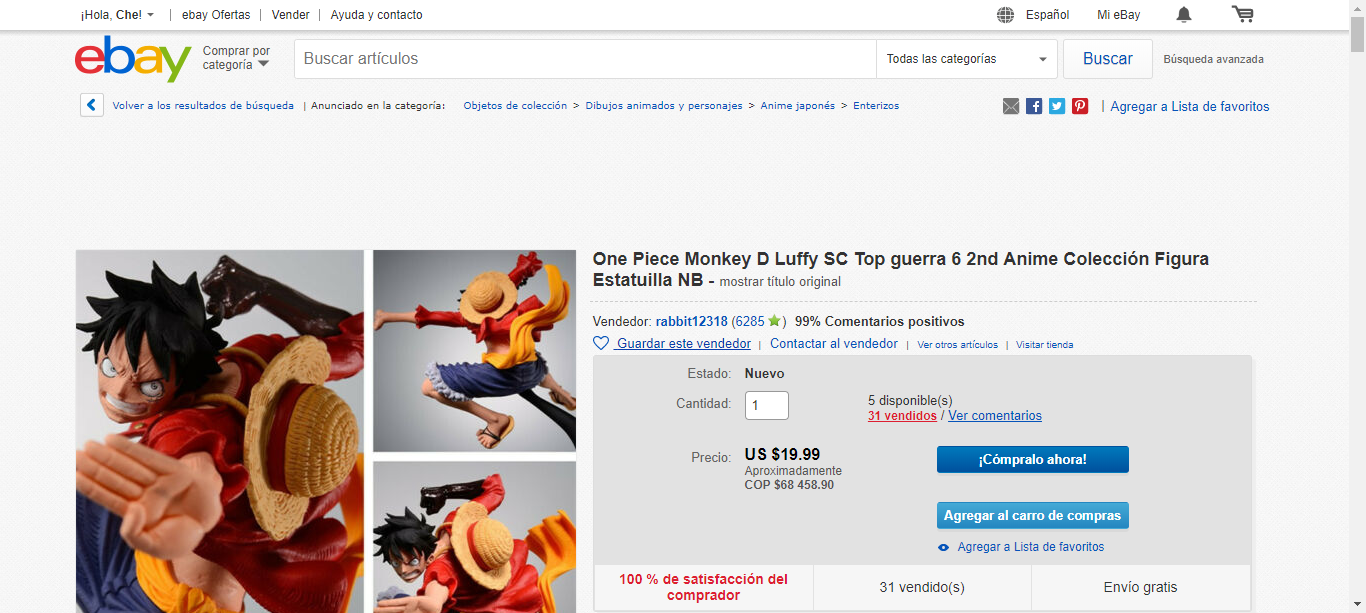 ¡Hola, Che! | ebay Ofertas | Vender | Ayuda y contacto Español Mi eBay
ebay
Comprar por
categoría
Buscar artículos Todas las categorías Buscar Búsqueda avanzada
Volver a los resultados de búsqueda | Anunciado en la categoría: Objetos de colección > Dibujos animados y personajes > Anime japonés > Enterizos | Agregar a Lista de favoritos
One Piece Monkey D Luffy SC Top guerra 6 2nd Anime Colección Figura
Estatuilla NB - mostrar título original
Vendedor: rabbit12318 (6285 ) 99% Comentarios positivos
Guardar este vendedor | Contactar al vendedor | Ver otros artículos | Visitar tienda
Estado: Nuevo
Cantidad: 1 5 disponible(s)
31 vendidos / Ver comentarios
Precio: US $19.99 ¡Cómpralo ahora!
Aproximadamente
COP $68 458.90
Agregar al carro de compras
Agregar a Lista de favoritos
100 % de satisfacción del
comprador
31 vendido(s)
Envío gratis